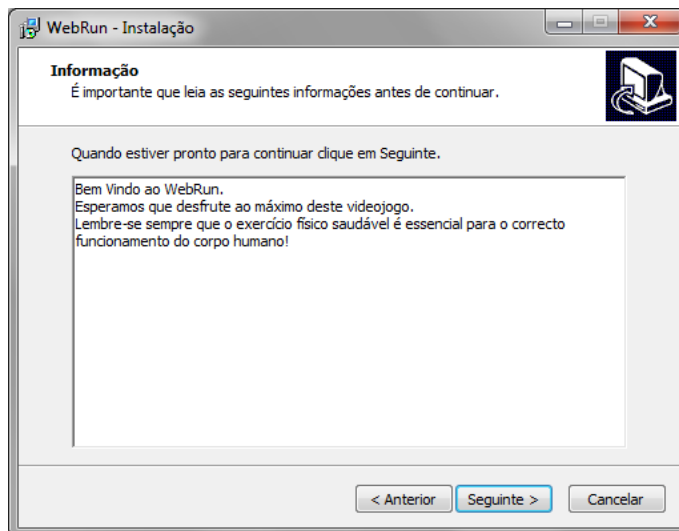 WebRun - Instalação
Informação
É importante que leia as seguintes informações antes de continuar.
Quando estiver pronto para continuar clique em Seguinte.
Bem Vindo ao WebRun.
Esperamos que desfrute ao máximo deste videojogo.
Lembre-se sempre que o exercício físico saudável é essencial para o correcto
funcionamento do corpo humano!
< Anterior
Seguinte >
Cancelar